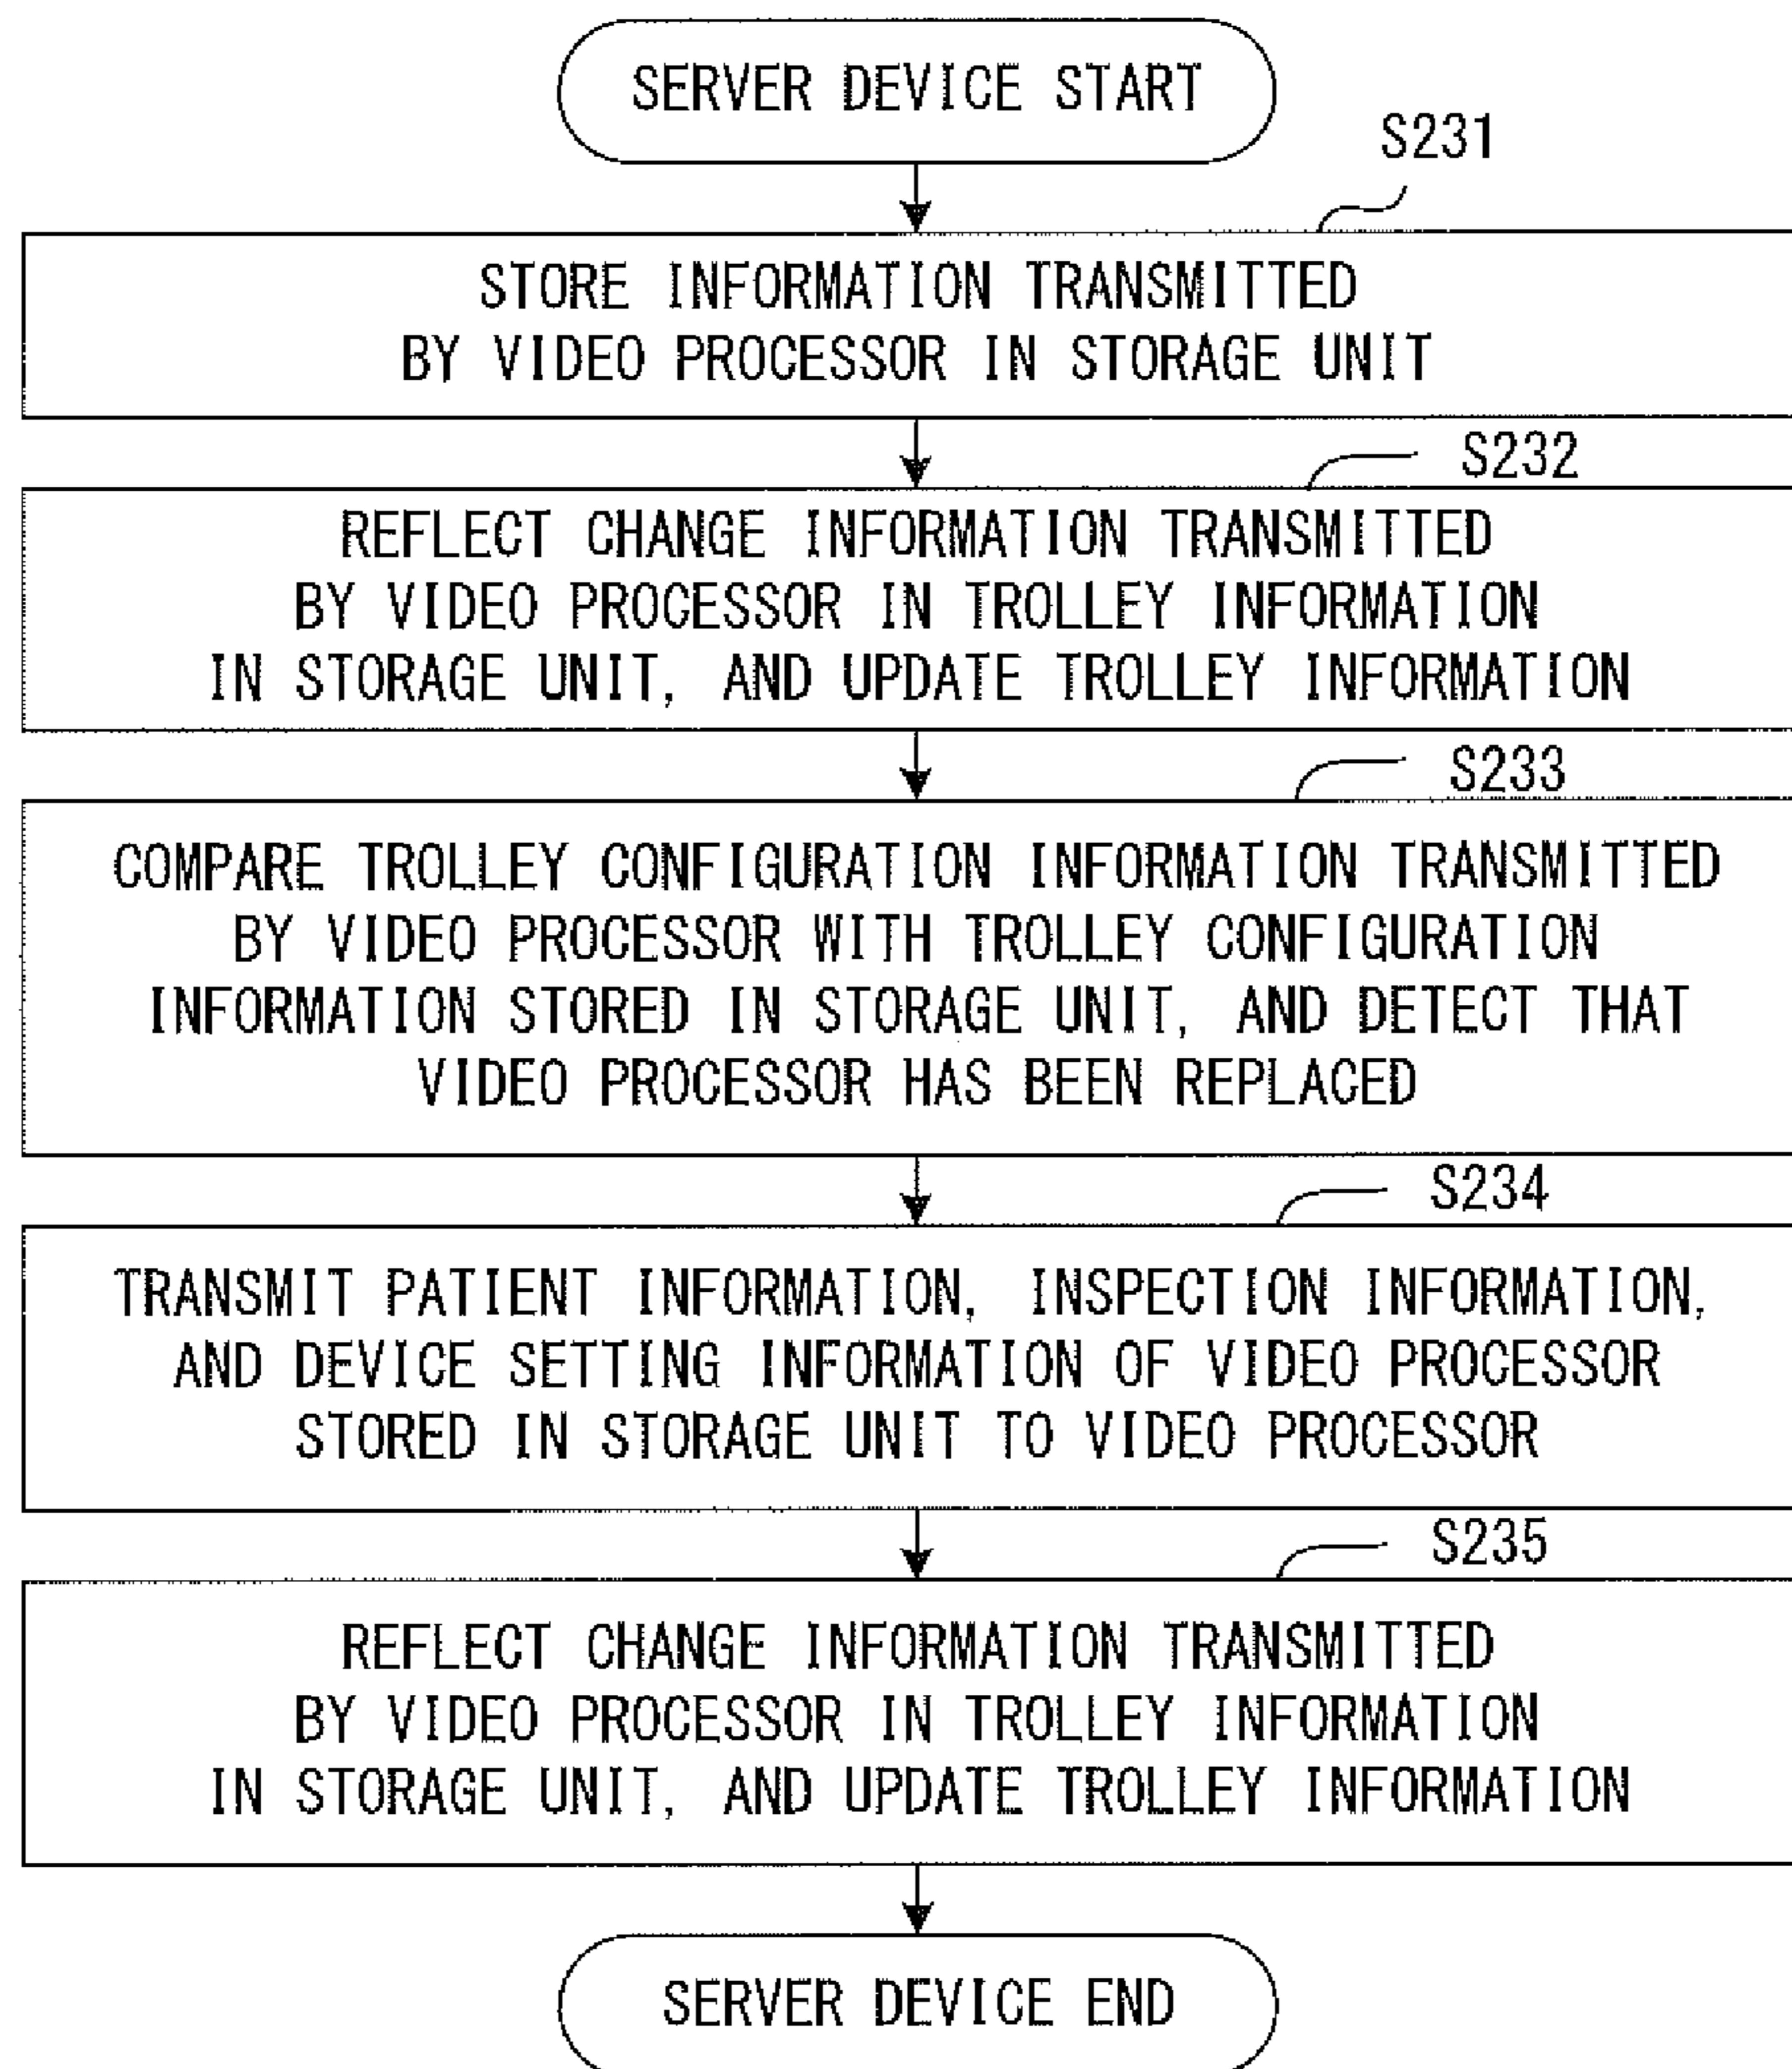 SERVER DEVICE START
S231
STORE INFORMATION TRANSMITTED
BY VIDEO PROCESSOR IN STORAGE UNIT
S232
REFLECT CHANGE INFORMATION TRANSMITTED
BY VIDEO PROCESSOR IN TROLLEY INFORMATION
IN STORAGE UNIT, AND UPDATE TROLLEY INFORMATION
S233
COMPARE TROLLEY CONFIGURATION INFORMATION TRANSMITTED
BY VIDEO PROCESSOR WITH TROLLEY CONFIGURATION
INFORMATION STORED IN STORAGE UNIT, AND DETECT THAT
VIDEO PROCESSOR HAS BEEN REPLACED
S234
TRANSMIT PATIENT INFORMATION, INSPECTION INFORMATION,
AND DEVICE SETTING INFORMATION OF VIDEO PROCESSOR
STORED IN STORAGE UNIT TO VIDEO PROCESSOR
S235
REFLECT CHANGE INFORMATION TRANSMITTED
BY VIDEO PROCESSOR IN TROLLEY INFORMATION
IN STORAGE UNIT, AND UPDATE TROLLEY INFORMATION
SERVER DEVICE END